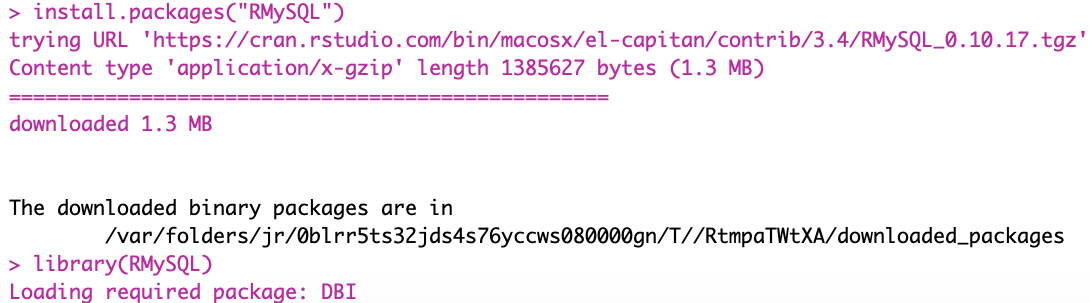 > install.packages("RMySQL")
trying URL 'https://cran.rstudio.com/bin/macosx/el-capitan/contrib/3.4/RMySQL_0.10.17.tgz'
Content type 'application/x-gzip' length 1385627 bytes (1.3 MB)
==================================================
downloaded 1.3 MB
The downloaded binary packages are in
	/var/folders/jr/0blrr5ts32jds4s76yccws080000gn/T//RtmpaTWtXA/downloaded_packages
> library(RMySQL)
Loading required package: DBI